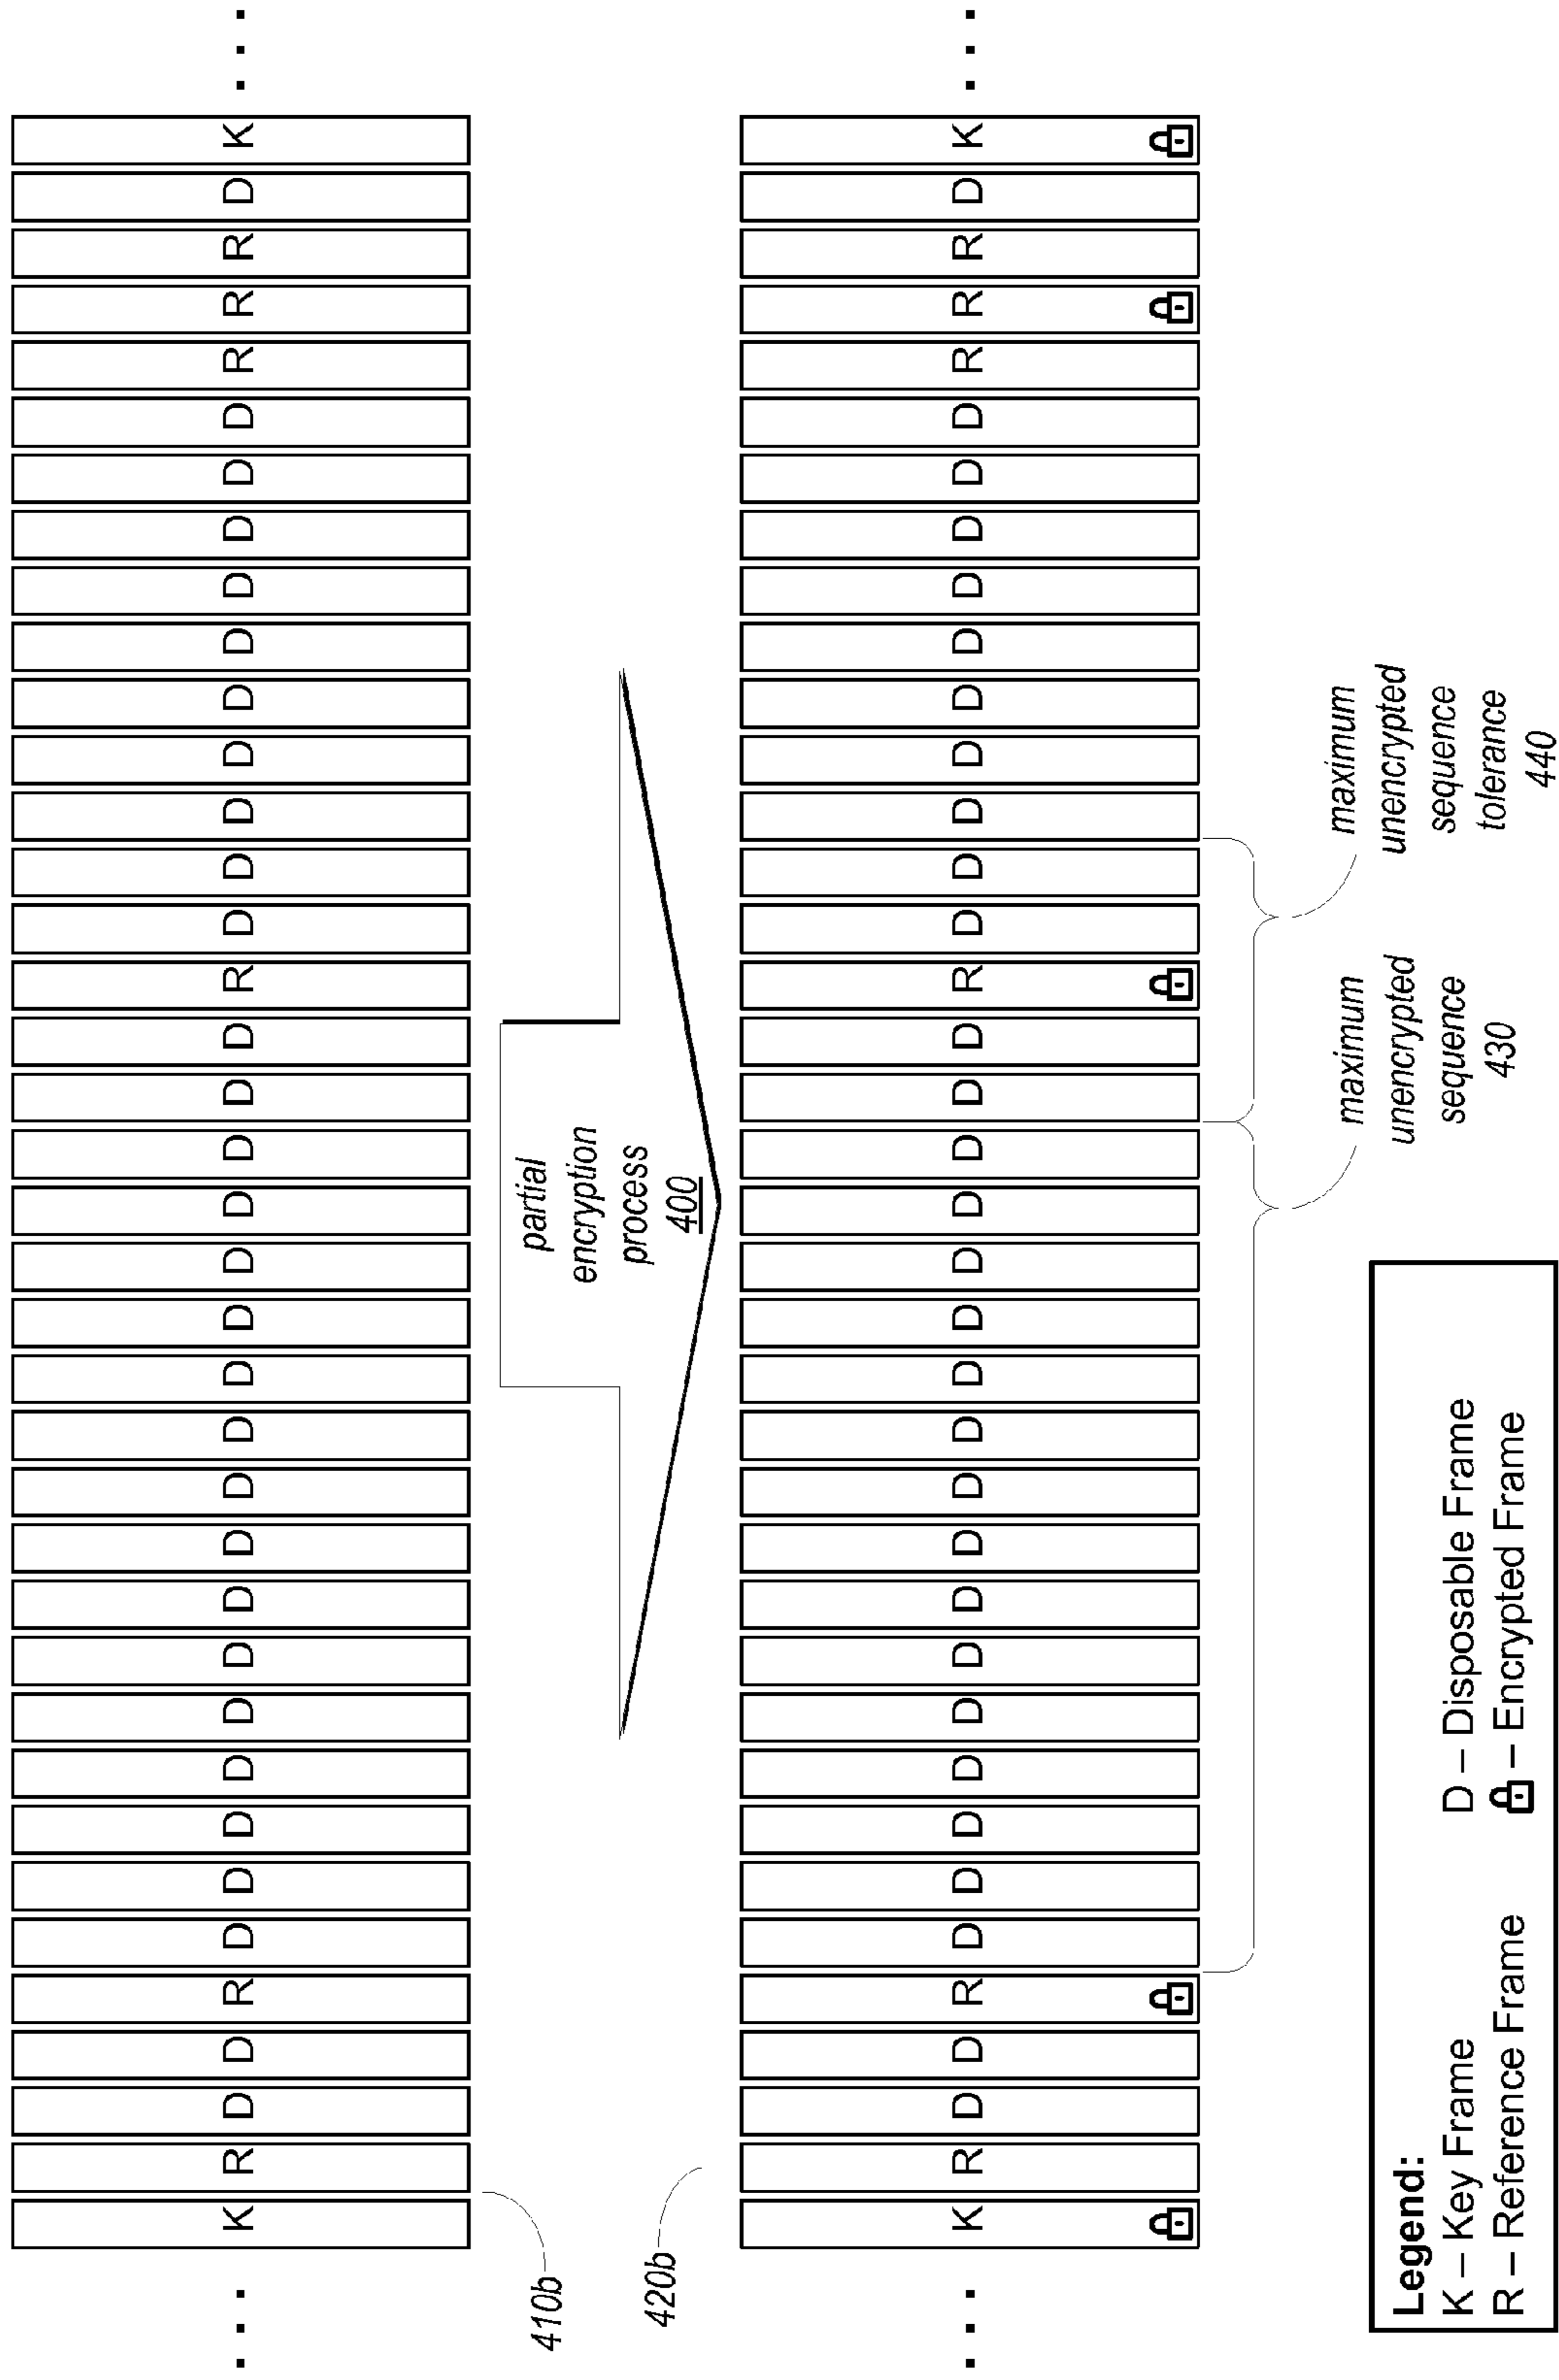 . . . K R D D R D D D D D D D D D D D D D D D D D R D D D D D D D D D D R R R D K . . .
410b
partial
encryption
process
400
420b
. . . K R D D R D D D D D D D D D D D D D D D D D R D D D D D D D D D D R R R D K . . .
maximum
unencrypted
sequence
430
maximum
unencrypted
sequence
tolerance
440
Legend:
K – Key Frame D – Disposable Frame
R – Reference Frame – Encrypted Frame